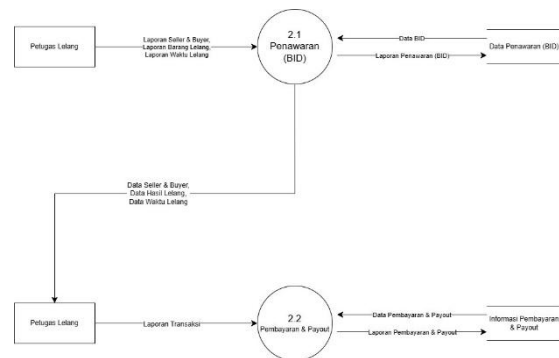 Petugas Lelang
Laporan Seller & Buyer,
Laporan Barang Lelang,
Laporan Waktu Lelang
2.1
Penawaran
(BID)
Data BID
Laporan Penawaran (BID)
Data Penawaran (BID)
Data Seller & Buyer,
Data Hasil Lelang,
Data Waktu Lelang
Petugas Lelang
Laporan Transaksi
2.2
Pembayaran & Payout
Data Pembayaran & Payout
Laporan Pembayaran & Payout
Informasi Pembayaran
& Payout